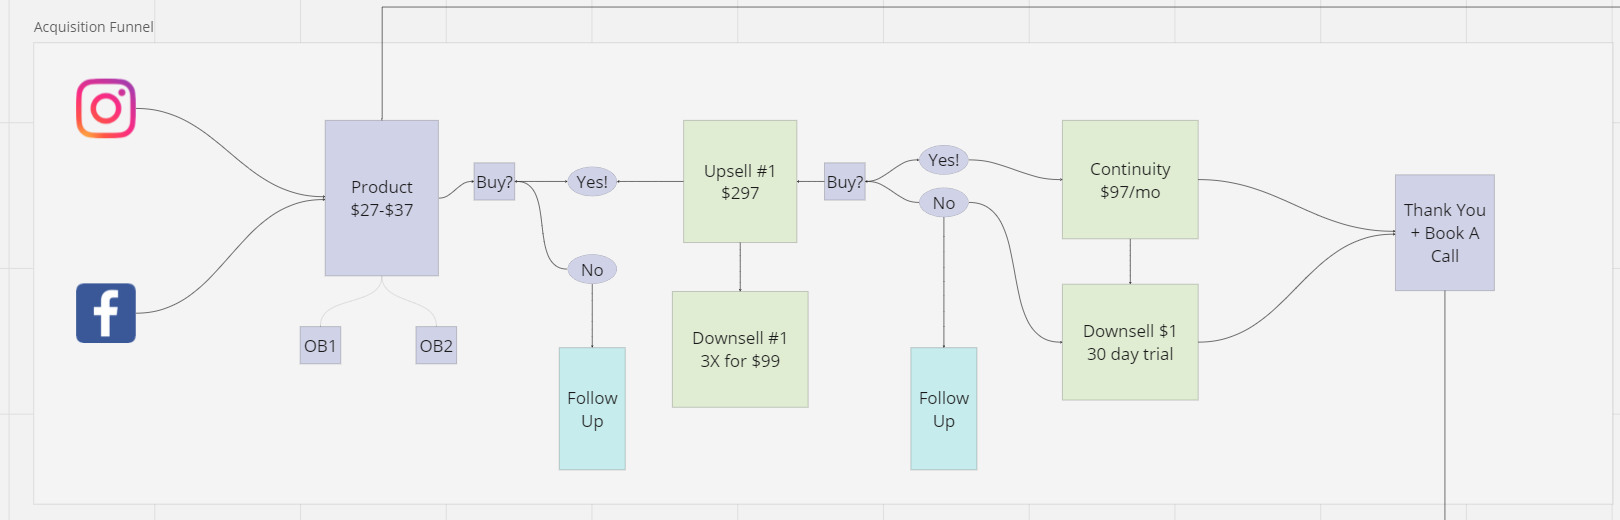 Acquisition Funnel
Product
$27-$37
OB1
OB2
Buy?
Yes!
No
Follow
Up
Upsell #1
$297
Downsell #1
3X for $99
Buy?
Yes!
No
Follow
Up
Continuity
$97/mo
Downsell $1
30 day trial
Thank You
+ Book A
Call